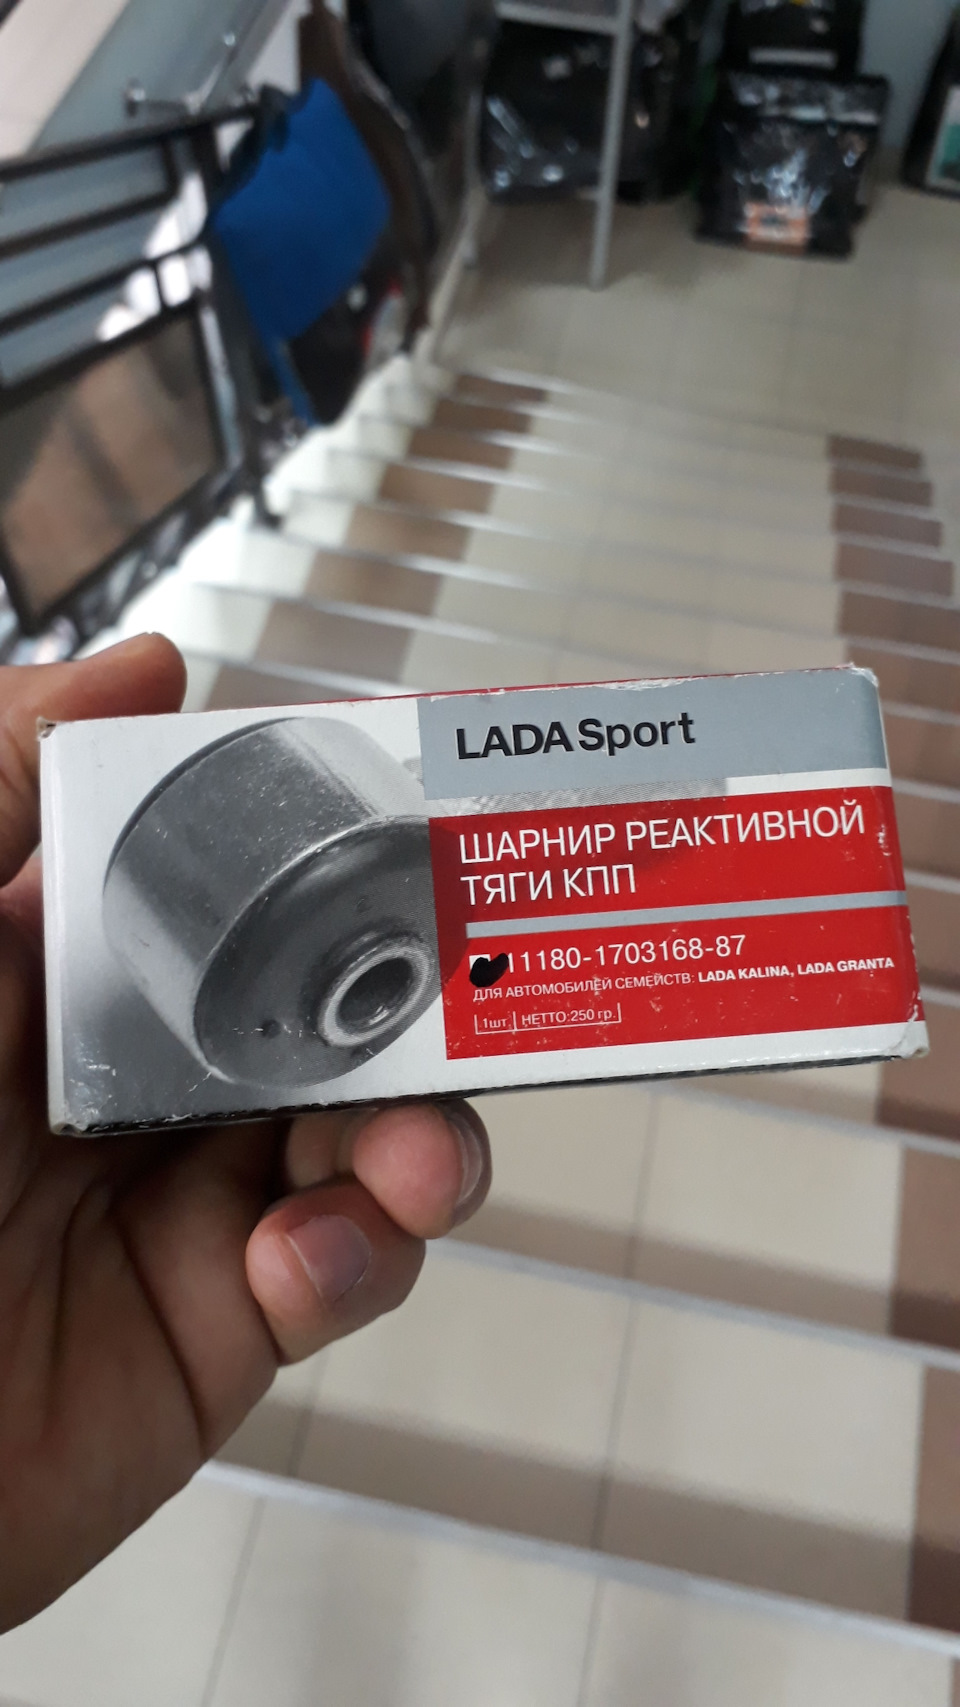 LADA Sport
ШАРНИР РЕАКТИВНОЙ
ТЯГИ КПП
11180-1703168-87
ДЛЯ АВТОМОБИЛЕЙ СЕМЕЙСТВ: LADA KALINA, LADA GRANTA
1шт. НЕТТО:250 гр.